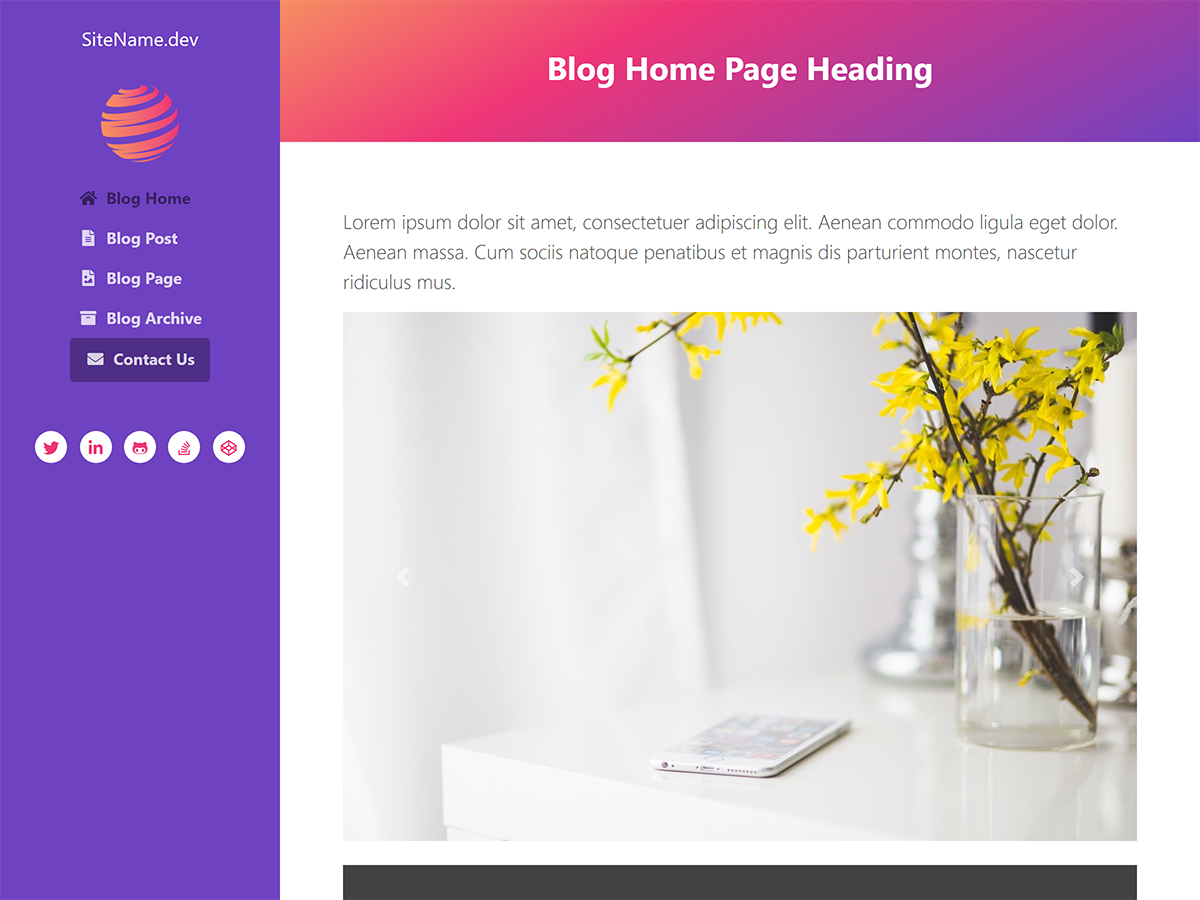 SiteName.dev
Blog Home
Blog Post
Blog Page
Blog Archive
Contact Us
in
Blog Home Page Heading
Lorem ipsum dolor sit amet, consectetuer adipiscing elit. Aenean commodo ligula eget dolor.
Aenean massa. Cum sociis natoque penatibus et magnis dis parturient montes, nascetur
ridiculus mus.